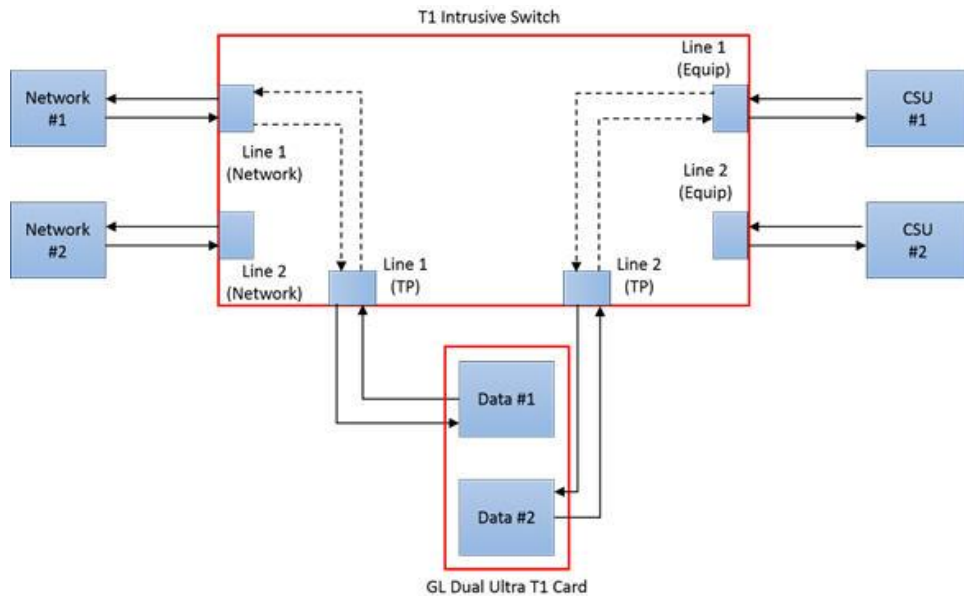 T1 Intrusive Switch
Network
#1
Line 1
(Network)
Line 1
(Equip)
CSU
#1
Network
#2
Line 2
(Network)
Line 2
(Equip)
CSU
#2
Line 1
(TP)
Line 2
(TP)
Data #1
Data #2
GL Dual Ultra T1 Card